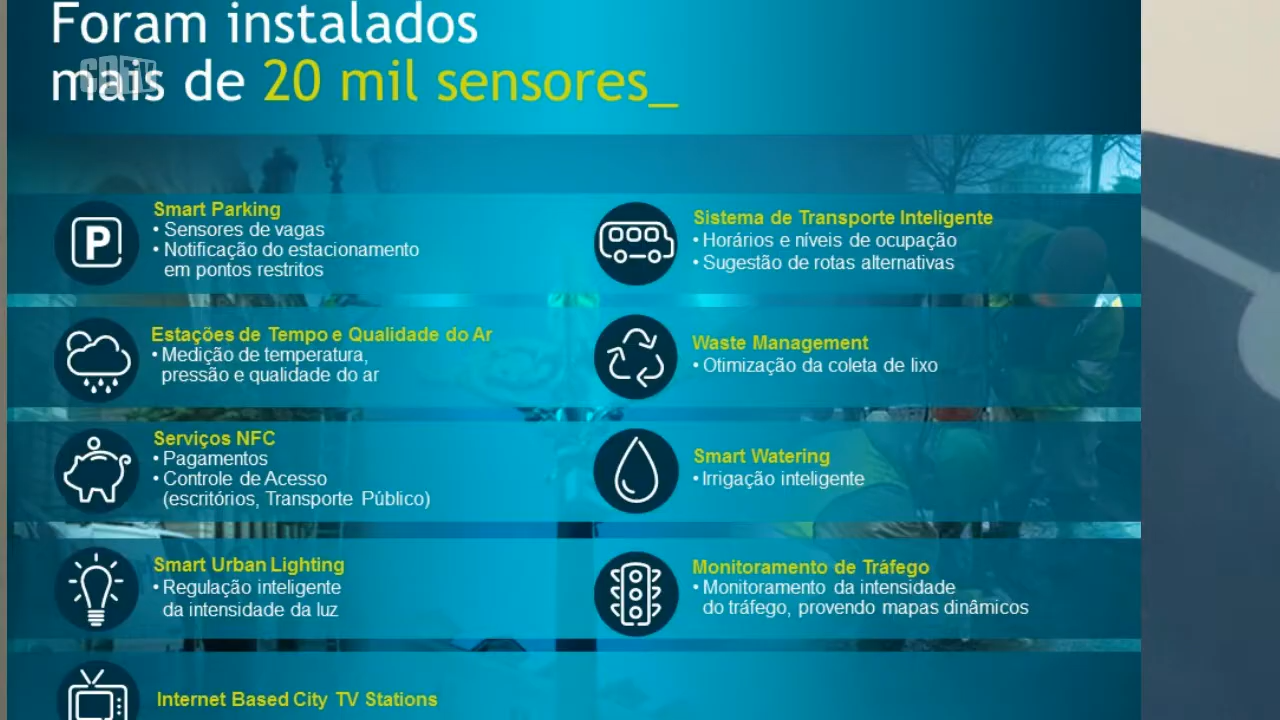 Foram instalados
mais de 20 mil sensores_
Smart Parking
• Sensores de vagas
• Notificação do estacionamento
em pontos restritos
Estações de Tempo e Qualidade do Ar
• Medição de temperatura,
pressão e qualidade do ar
Serviços NFC
• Pagamentos
• Controle de Acesso
(escritórios, Transporte Público)
Smart Urban Lighting
• Regulação inteligente
da intensidade da luz
Internet Based City TV Stations
Sistema de Transporte Inteligente
• Horários e níveis de ocupação
• Sugestão de rotas alternativas
Waste Management
• Otimização da coleta de lixo
Smart Watering
• Irrigação inteligente
Monitoramento de Tráfego
• Monitoramento da intensidade
do tráfego, provendo mapas dinâmicos